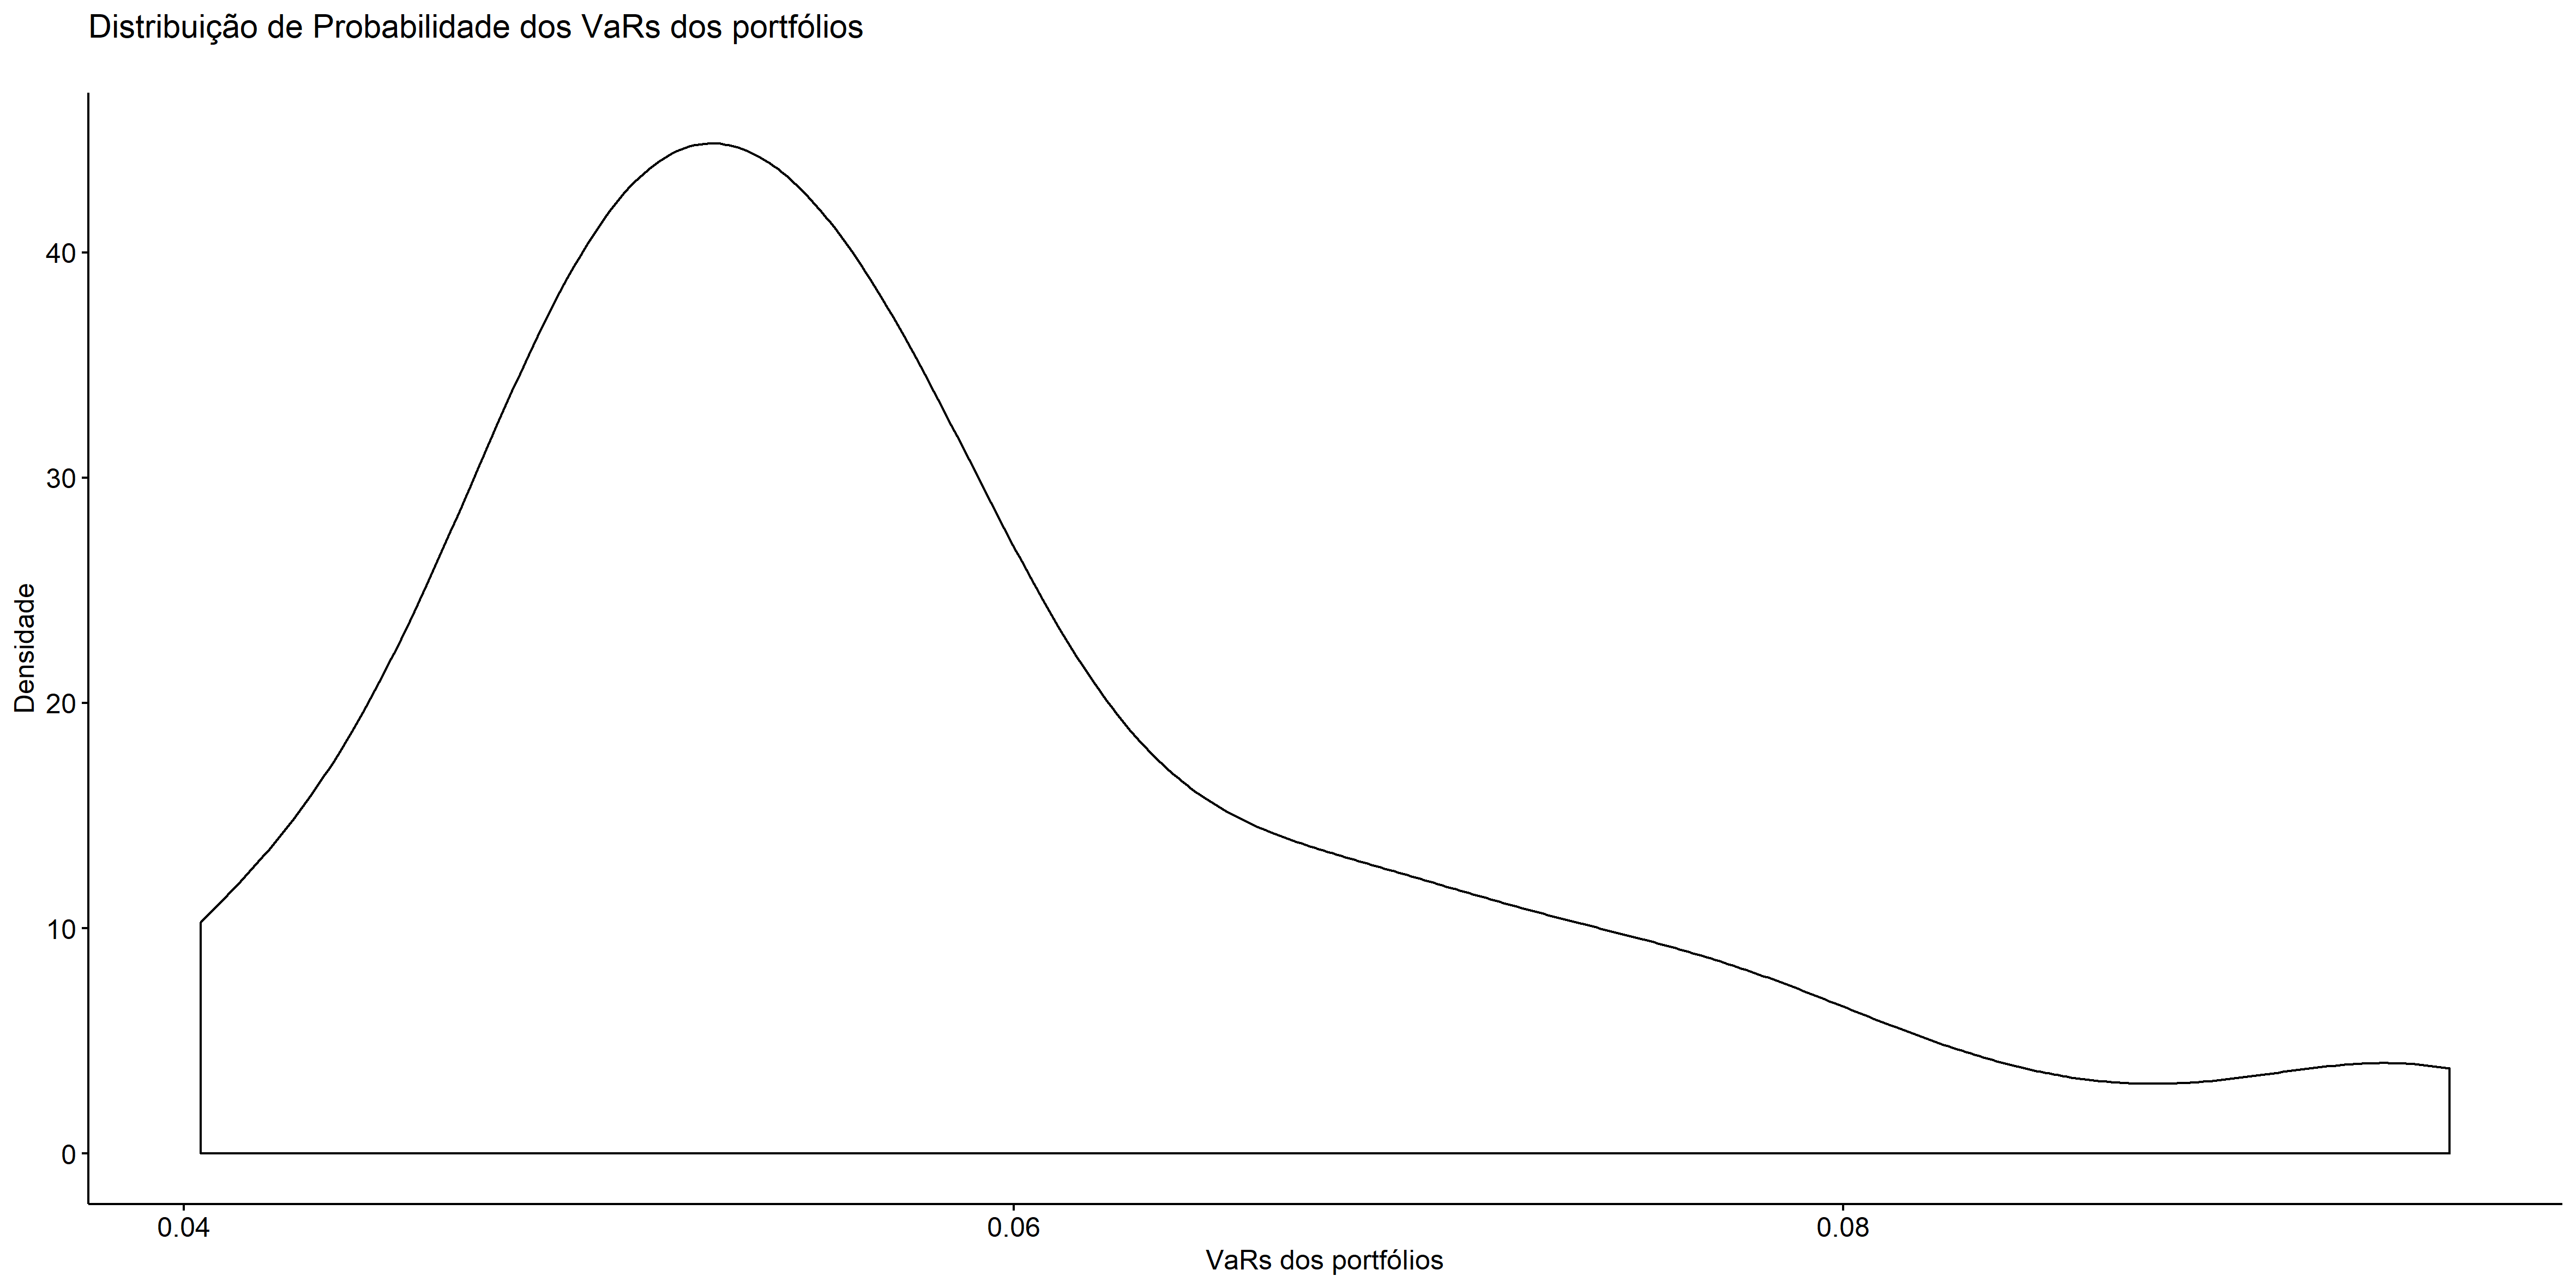 Distribuição de Probabilidade dos VaRs dos portfólios
Densidade
40
30
20
10
0
0.04 0.06 0.08
VaRs dos portfólios